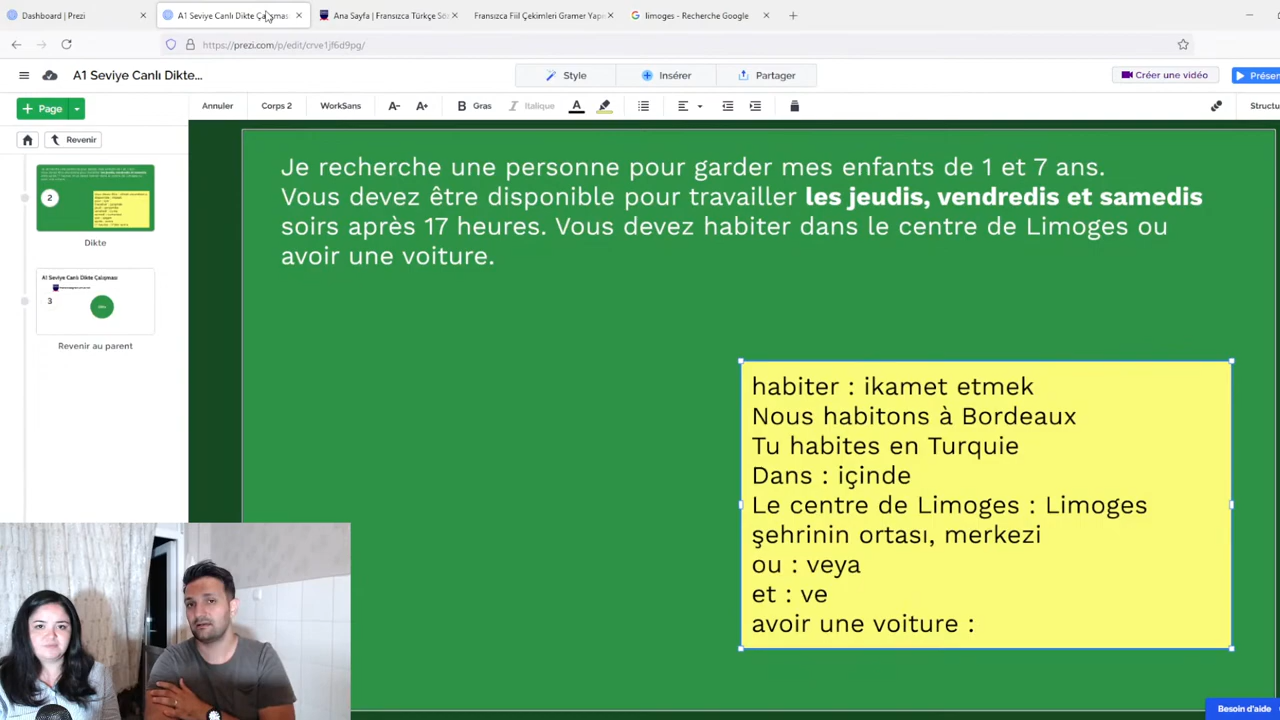 Dashboard | Prezi
A1 Seviye Canlı Dikte Çalışmas
Ana Sayfa | Fransızca Türkçe Sö
Fransızca Fiil Çekimleri Gramer Yapı
limoges - Recherche Google
https://prezi.com/p/edit/crve1jf6d9pg/
A1 Seviye Canlı Dikte...
Style
Insérer
Partager
Créer une vidéo
Présen
Page
Annuler
Corps 2
WorkSans
A-
A+
B Gras
I Italique
A
Structu
Revenir
2
Dikte
A1 Seviye Canlı Dikte Çalışması
3
Revenir au parent
Je recherche une personne pour garder mes enfants de 1 et 7 ans.
Vous devez être disponible pour travailler les jeudis, vendredis et samedis
soirs après 17 heures. Vous devez habiter dans le centre de Limoges ou
avoir une voiture.
habiter : ikamet etmek
Nous habitons à Bordeaux
Tu habites en Turquie
Dans : içinde
Le centre de Limoges : Limoges
şehrinin ortası, merkezi
ou : veya
et : ve
avoir une voiture :
Besoin d'aide